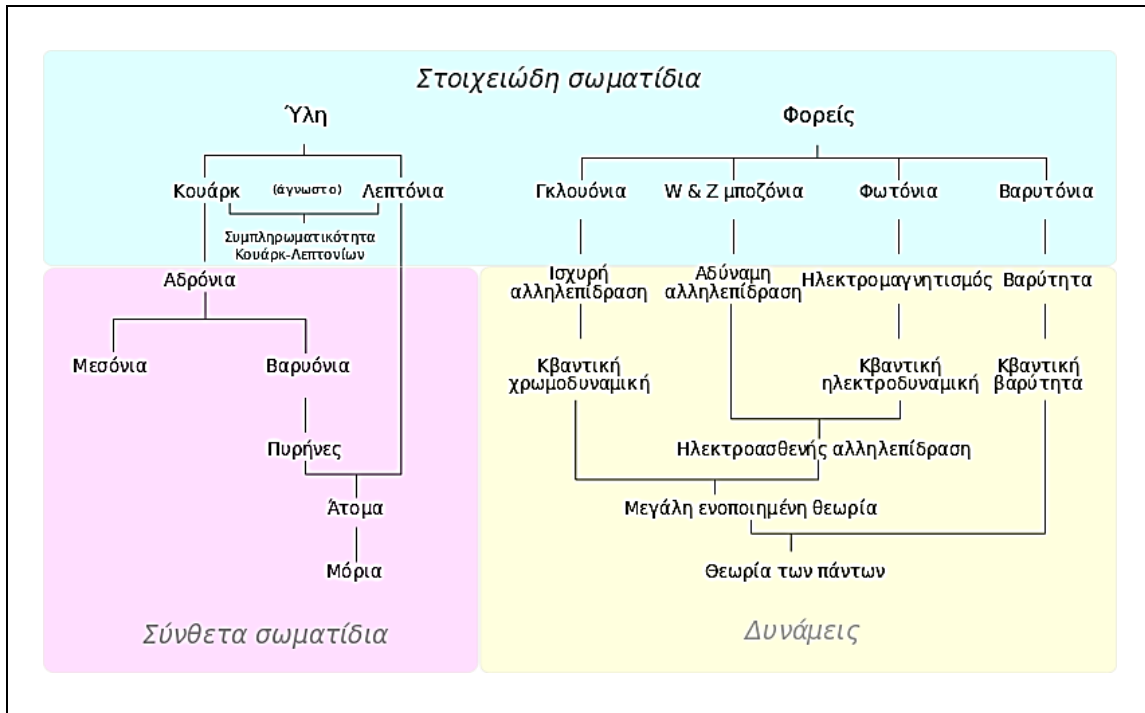 Στοιχειώδη σωματίδια
Ύλη
Φορείς
Κουάρκ
(άγνωστο)
Λεπτόνια
Γκλουόνια
W & Z μποζόνια
Φωτόνια
Βαρυτόνια
Συμπληρωματικότητα
Κουάρκ-Λεπτονίων
Αδρόνια
Ισχυρή
αλληλεπίδραση
Αδύναμη
αλληλεπίδραση
Ηλεκτρομαγνητισμός
Βαρύτητα
Μεσόνια
Βαρυόνια
Κβαντική
χρωμοδυναμική
Κβαντική
ηλεκτροδυναμική
Κβαντική
βαρύτητα
Πυρήνες
Ηλεκτροασθενής αλληλεπίδραση
Άτομα
Μεγάλη ενοποιημένη θεωρία
Μόρια
Θεωρία των πάντων
Σύνθετα σωματίδια
Δυνάμεις